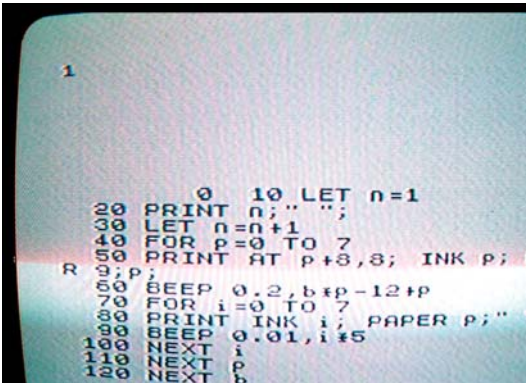 1
0 10 LET n=1
20 PRINT n;" ";
30 LET n=n+1
40 FOR p=0 TO 7
50 PRINT AT p+8,8; INK p;
R 9;p;
60 BEEP 0.2,b*p-12+p
70 FOR i=0 TO 7
80 PRINT INK i; PAPER p;"
90 BEEP 0.01,i*5
100 NEXT i
110 NEXT p
120 NEXT b